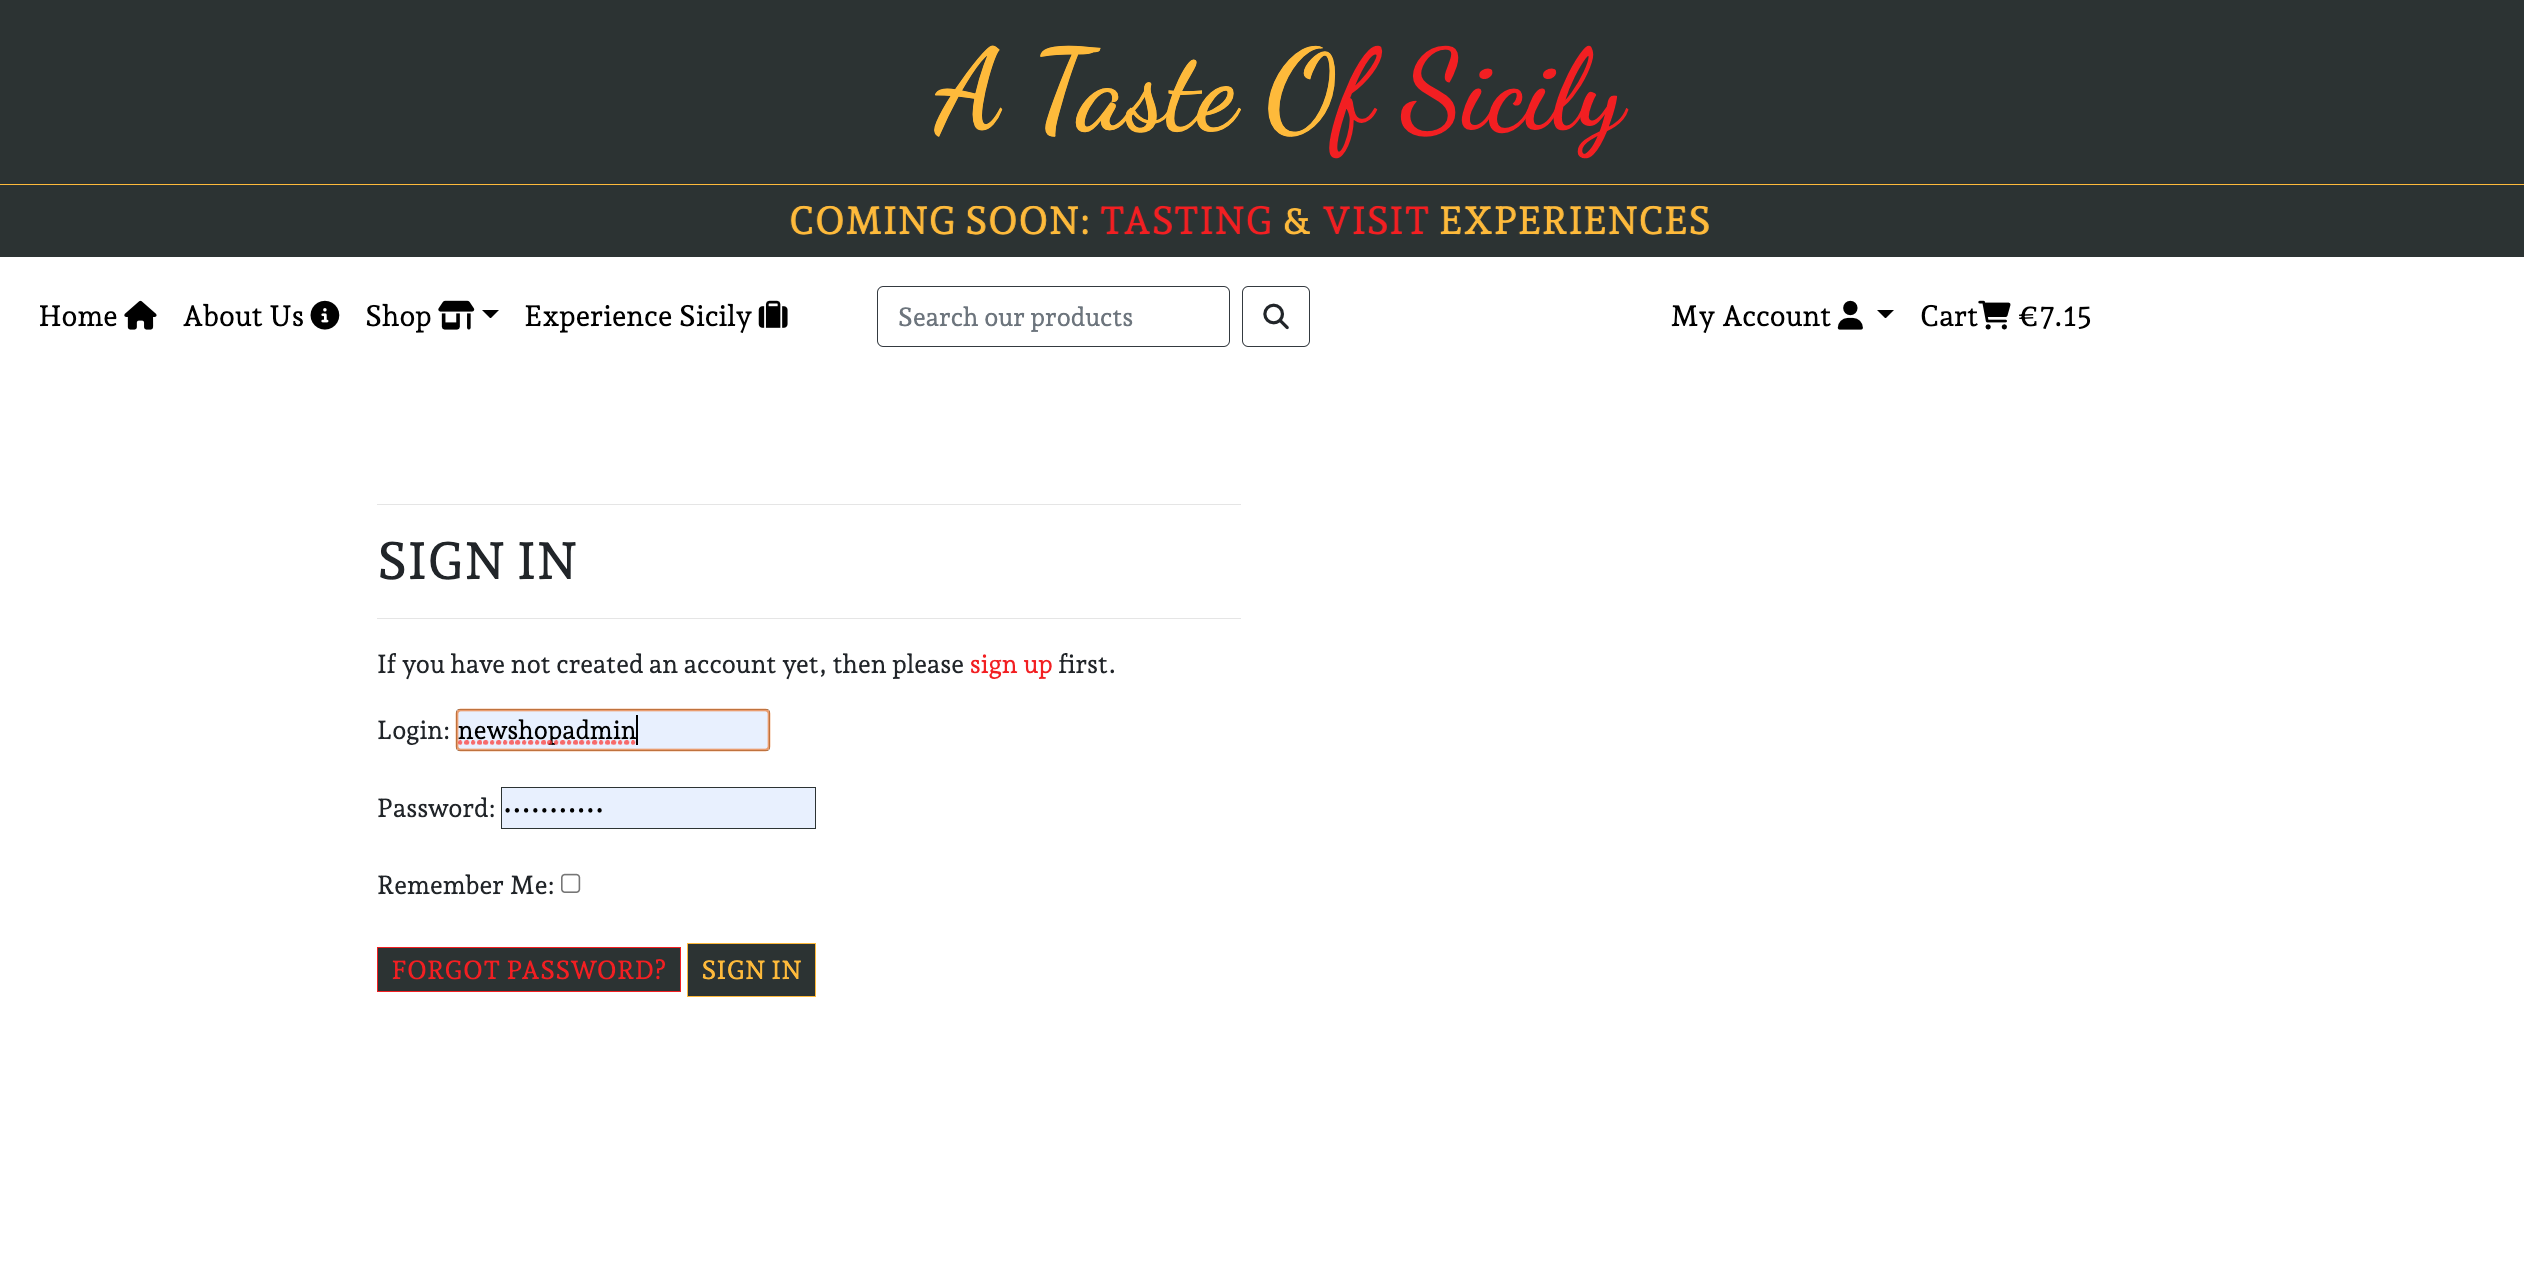 A Taste Of Sicily
COMING SOON: TASTING & VISIT EXPERIENCES
Home About Us Shop Experience Sicily Search our products My Account Cart €7.15
SIGN IN
If you have not created an account yet, then please sign up first.
Login: newshopadmin
Password: ...........
Remember Me:
FORGOT PASSWORD? SIGN IN